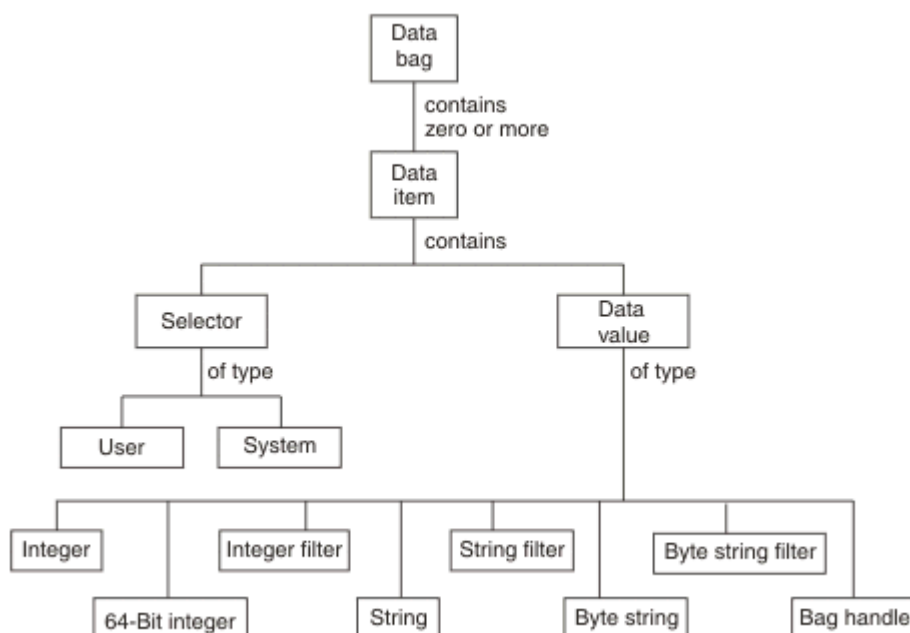 Data
bag
contains
zero or more
Data
item
contains
Selector
Data
value
of type
of type
User
System
Integer
Integer filter
String filter
Byte string filter
64-Bit integer
String
Byte string
Bag handle